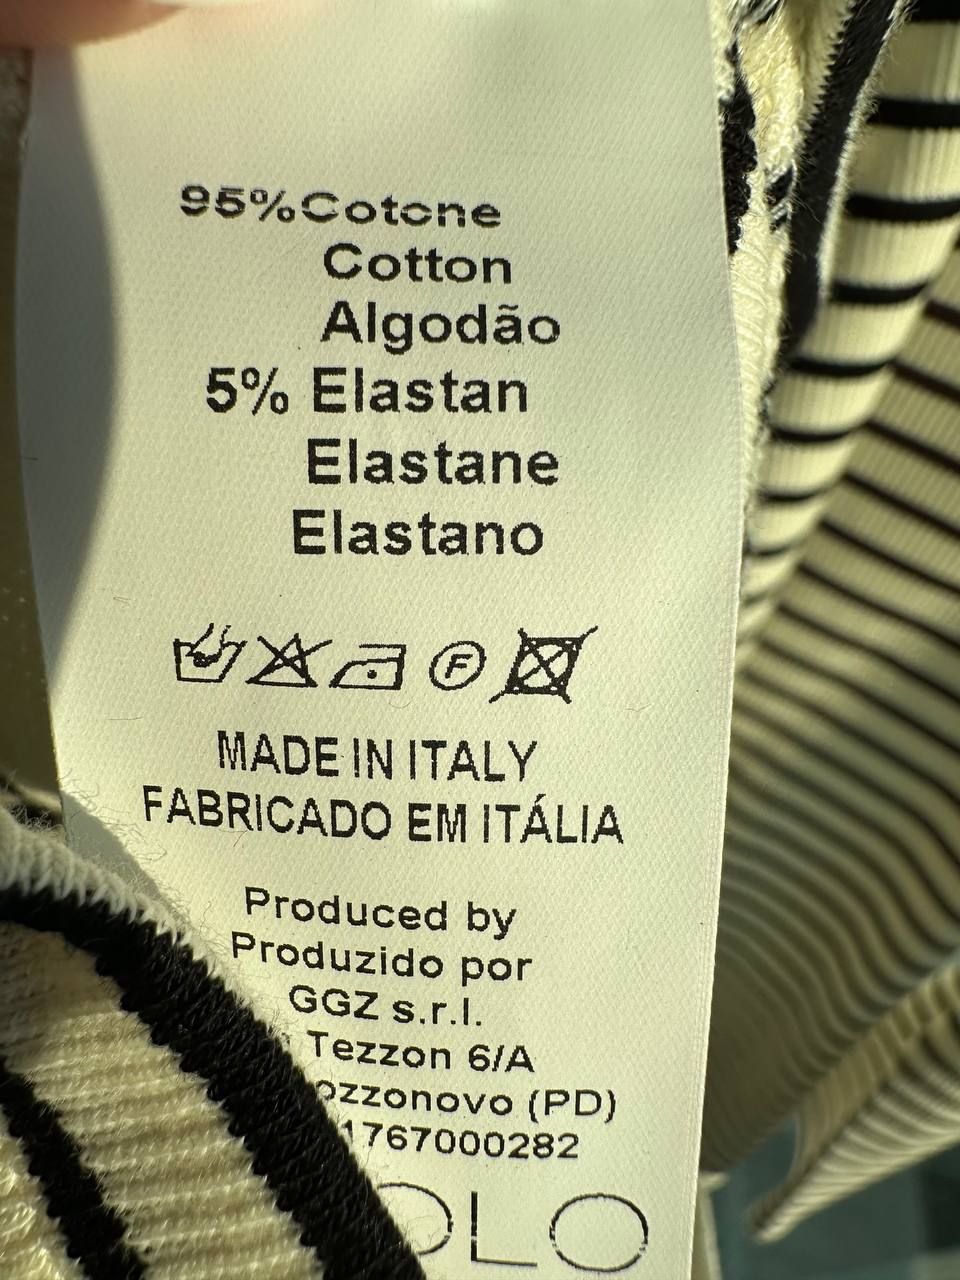 95%Cotone
Cotton
Algodão
5% Elastan
Elastane
Elastano
F
MADE IN ITALY
FABRICADO EM ITÁLIA
Produced by
Produzido por
GGZ s.r.l.
Tezzon 6/A
(PD)
1767000282